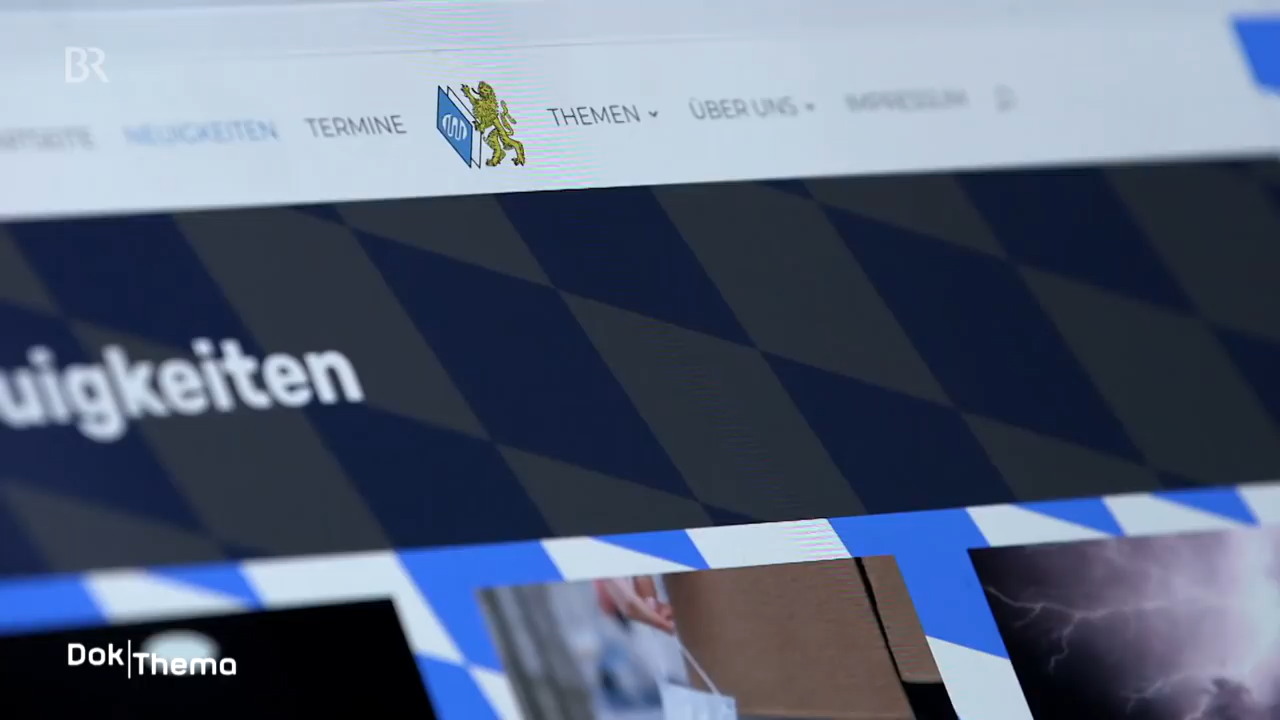 BR
NEUIGKEITEN TERMINE THEMEN ÜBER UNS IMPRESSUM
uigkeiten
Dok Thema